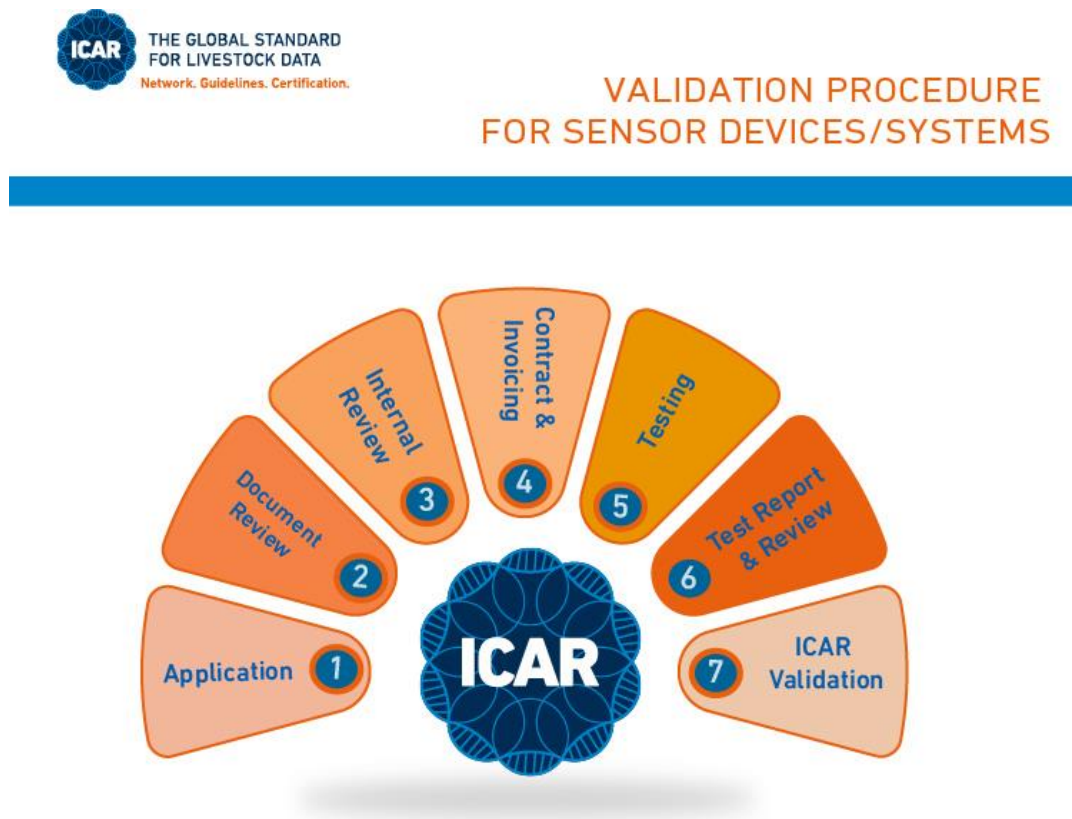 ICAR
THE GLOBAL STANDARD
FOR LIVESTOCK DATA
Network. Guidelines. Certification.
VALIDATION PROCEDURE
FOR SENSOR DEVICES/SYSTEMS
Application
1
Document
Review
2
Internal
Review
3
Contract &
Invoicing
4
Testing
5
Test Report
& Review
6
ICAR
Validation
7
ICAR